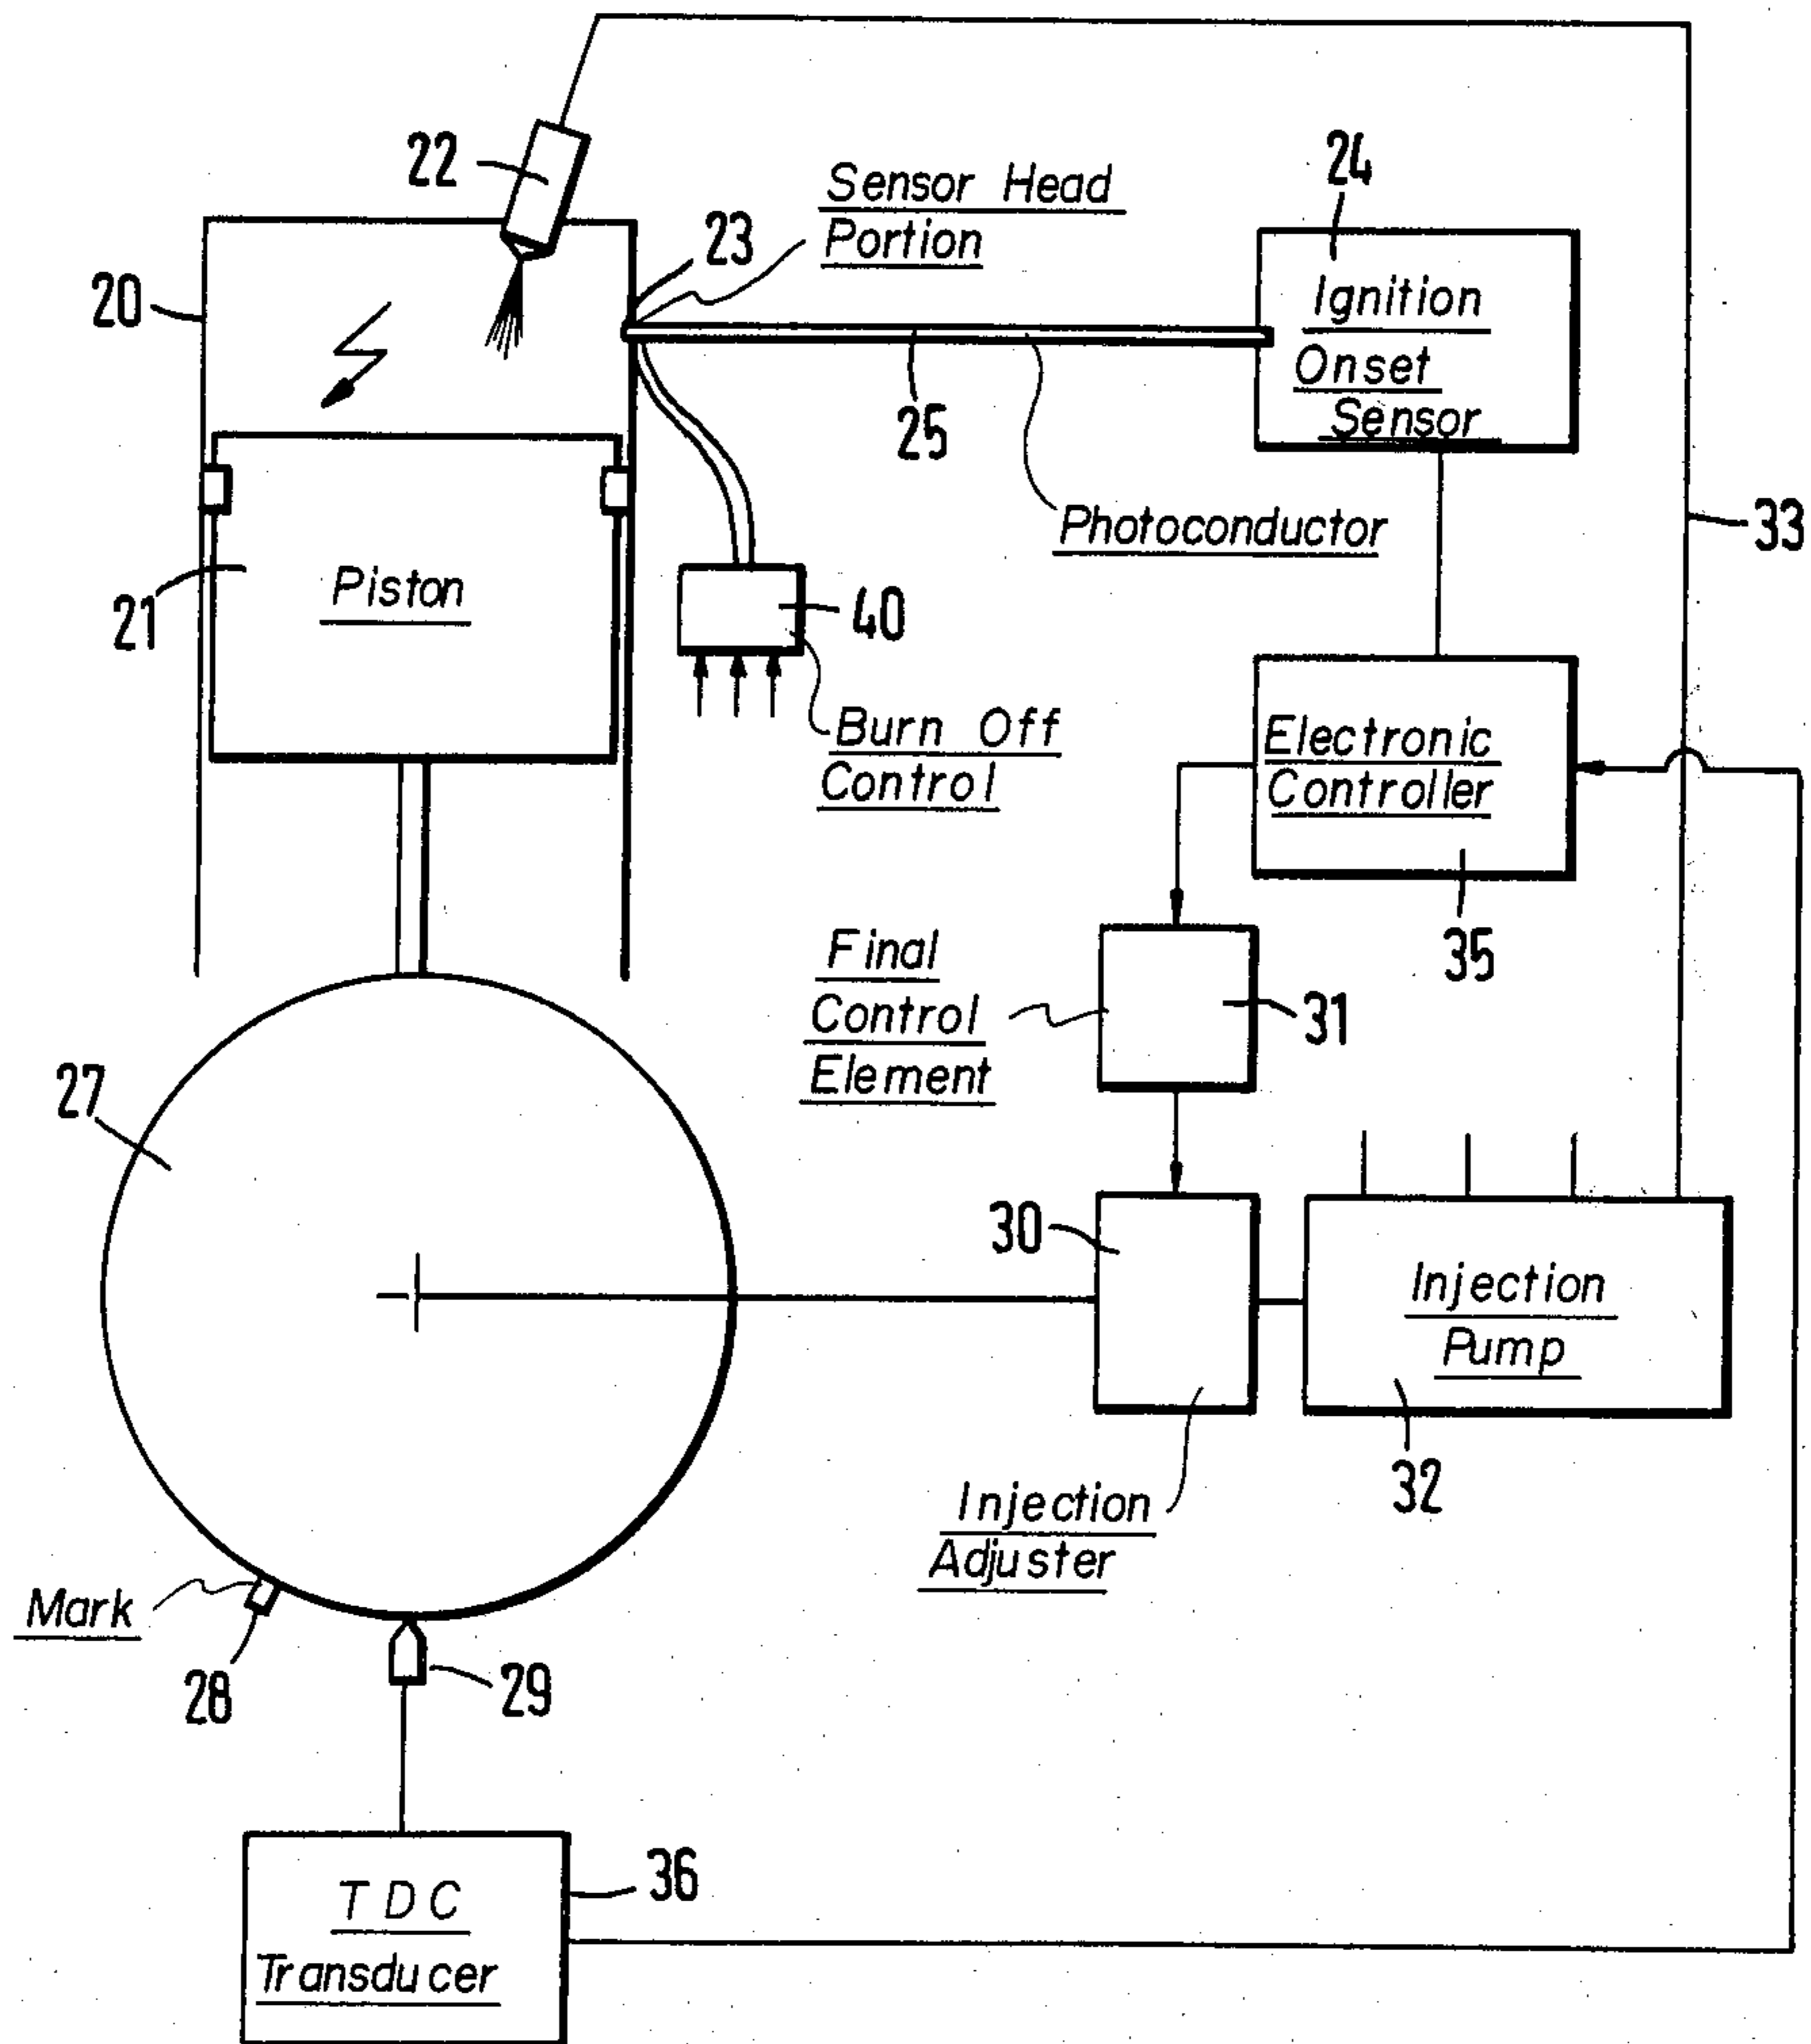 22
Sensor Head
Portion
23
24
Ignition
Onset
Sensor
20
25
Photoconductor
33
21
Piston
40
Burn Off
Control
Electronic
Controller
35
Final
Control
Element
31
27
30
Injection
Pump
32
Injection
Adjuster
Mark
28
29
36
TDC
Transducer